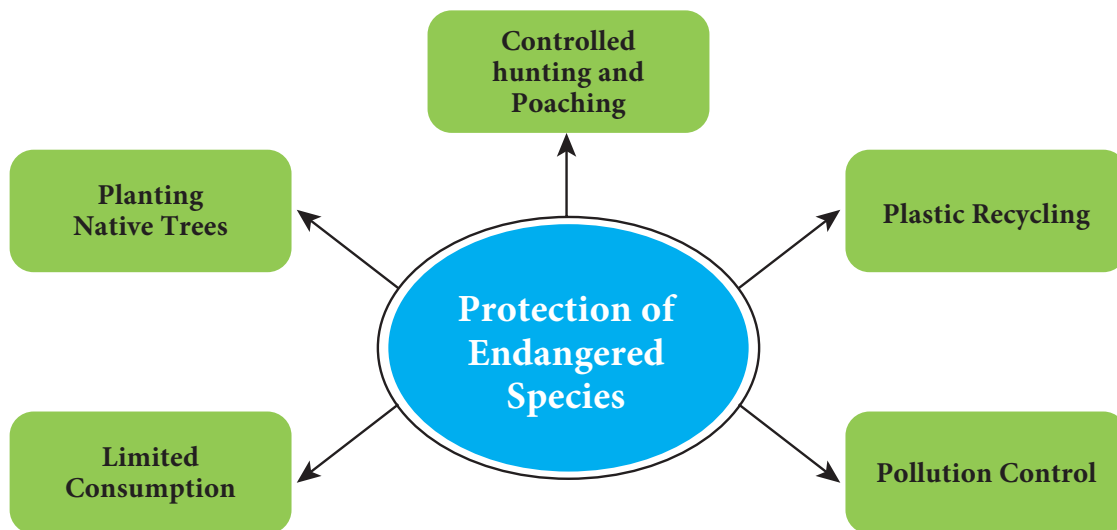 Controlled
hunting and
Poaching
Planting
Native Trees
Plastic Recycling
Protection of
Endangered
Species
Limited
Consumption
Pollution Control